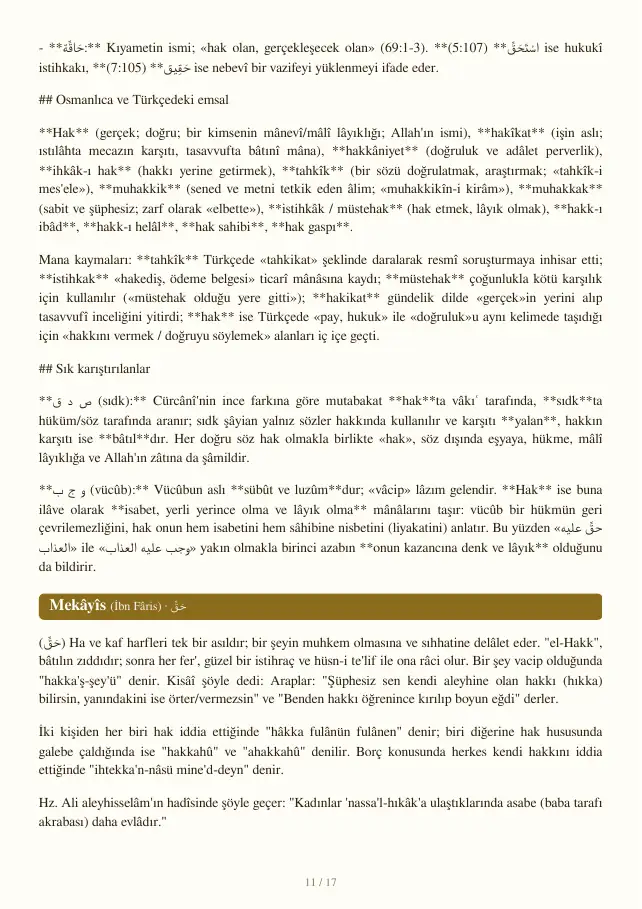 - **حَاقَّة:** Kıyametin ismi; «hak olan, gerçekleşecek olan» (69:1-3). **اسْتَحَقَّ** (5:107) ise hukukî
istihkakı, **حَقِيق** (7:105) ise nebevî bir vazifeyi yüklenmeyi ifade eder.
## Osmanlıca ve Türkçedeki emsal
**Hak** (gerçek; doğru; bir kimsenin mânevî/mâlî lâyıklığı; Allah'ın ismi), **hakîkat** (işin aslı;
ıstılâhta mecazın karşıtı, tasavvufta bâtınî mâna), **hakkâniyet** (doğruluk ve adâlet perverlik),
**ihkâk-ı hak** (hakkı yerine getirmek), **tahkîk** (bir sözü doğrulatmak, araştırmak; «tahkîk-i
mes'ele»), **muhakkik** (sened ve metni tetkik eden âlim; «muhakkikîn-i kirâm»), **muhakkak**
(sabit ve şüphesiz; zarf olarak «elbette»), **istihkâk / müstehak** (hak etmek, lâyık olmak), **hakk-ı
ibâd**, **hakk-ı helâl**, **hak sahibi**, **hak gaspı**.
Mana kaymaları: **tahkîk** Türkçede «tahkikat» şeklinde daralarak resmî soruşturmaya inhisar etti;
**istihkak** «hakediş, ödeme belgesi» ticarî mânâsına kaydı; **müstehak** çoğunlukla kötü karşılık
için kullanılır («müstehak olduğu yere gitti»); **hakikat** gündelik dilde «gerçek»in yerini alıp
tasavvufî inceliğini yitirdi; **hak** ise Türkçede «pay, hukuk» ile «doğruluk»u aynı kelimede taşıdığı
için «hakkını vermek / doğruyu söylemek» alanları iç içe geçti.
## Sık karıştırılanlar
**ص د ق (sıdk):** Cürcânî'nin ince farkına göre mutabakat **hak**ta vâkıʿ tarafında, **sıdk**ta
hüküm/söz tarafında aranır; sıdk şâyian yalnız sözler hakkında kullanılır ve karşıtı **yalan**, hakkın
karşıtı ise **bâtıl**dır. Her doğru söz hak olmakla birlikte «hak», söz dışında eşyaya, hükme, mâlî
lâyıklığa ve Allah'ın zâtına da şâmildir.
**و ج ب (vücûb):** Vücûbun aslı **sübût ve luzûm**dur; «vâcip» lâzım gelendir. **Hak** ise buna
ilâve olarak **isabet, yerli yerince olma ve lâyık olma** mânâlarını taşır: vücûb bir hükmün geri
çevrilemezliğini, hak onun hem isabetini hem sâhibine nisbetini (liyakatini) anlatır. Bu yüzden «حقّ عليه
العذاب» ile «وجب عليه العذاب» yakın olmakla birinci azabın **onun kazancına denk ve lâyık** olduğunu
da bildirir.
Mekâyîs (İbn Fâris) · حَقّ
(حَقّ) Ha ve kaf harfleri tek bir asıldır; bir şeyin muhkem olmasına ve sıhhatine delâlet eder. "el-Hakk",
bâtılın zıddıdır; sonra her fer', güzel bir istihraç ve hüsn-i te'lif ile ona râci olur. Bir şey vacip olduğunda
"hakka'ş-şey'ü" denir. Kisâî şöyle dedi: Araplar: "Şüphesiz sen kendi aleyhine olan hakkı (hıkka)
bilirsin, yanındakini ise örter/vermezsin" ve "Benden hakkı öğrenince kırılıp boyun eğdi" derler.
İki kişiden her biri hak iddia ettiğinde "hâkka fulânün fulânen" denir; biri diğerine hak hususunda
galebe çaldığında ise "hakkahû" ve "ahakkahû" denilir. Borç konusunda herkes kendi hakkını iddia
ettiğinde "ihtekka'n-nâsü mine'd-deyn" denir.
Hz. Ali aleyhisselâm'ın hadîsinde şöyle geçer: "Kadınlar 'nassa'l-hıkâk'a ulaştıklarında asabe (baba tarafı
akrabası) daha evlâdır."
11 / 17